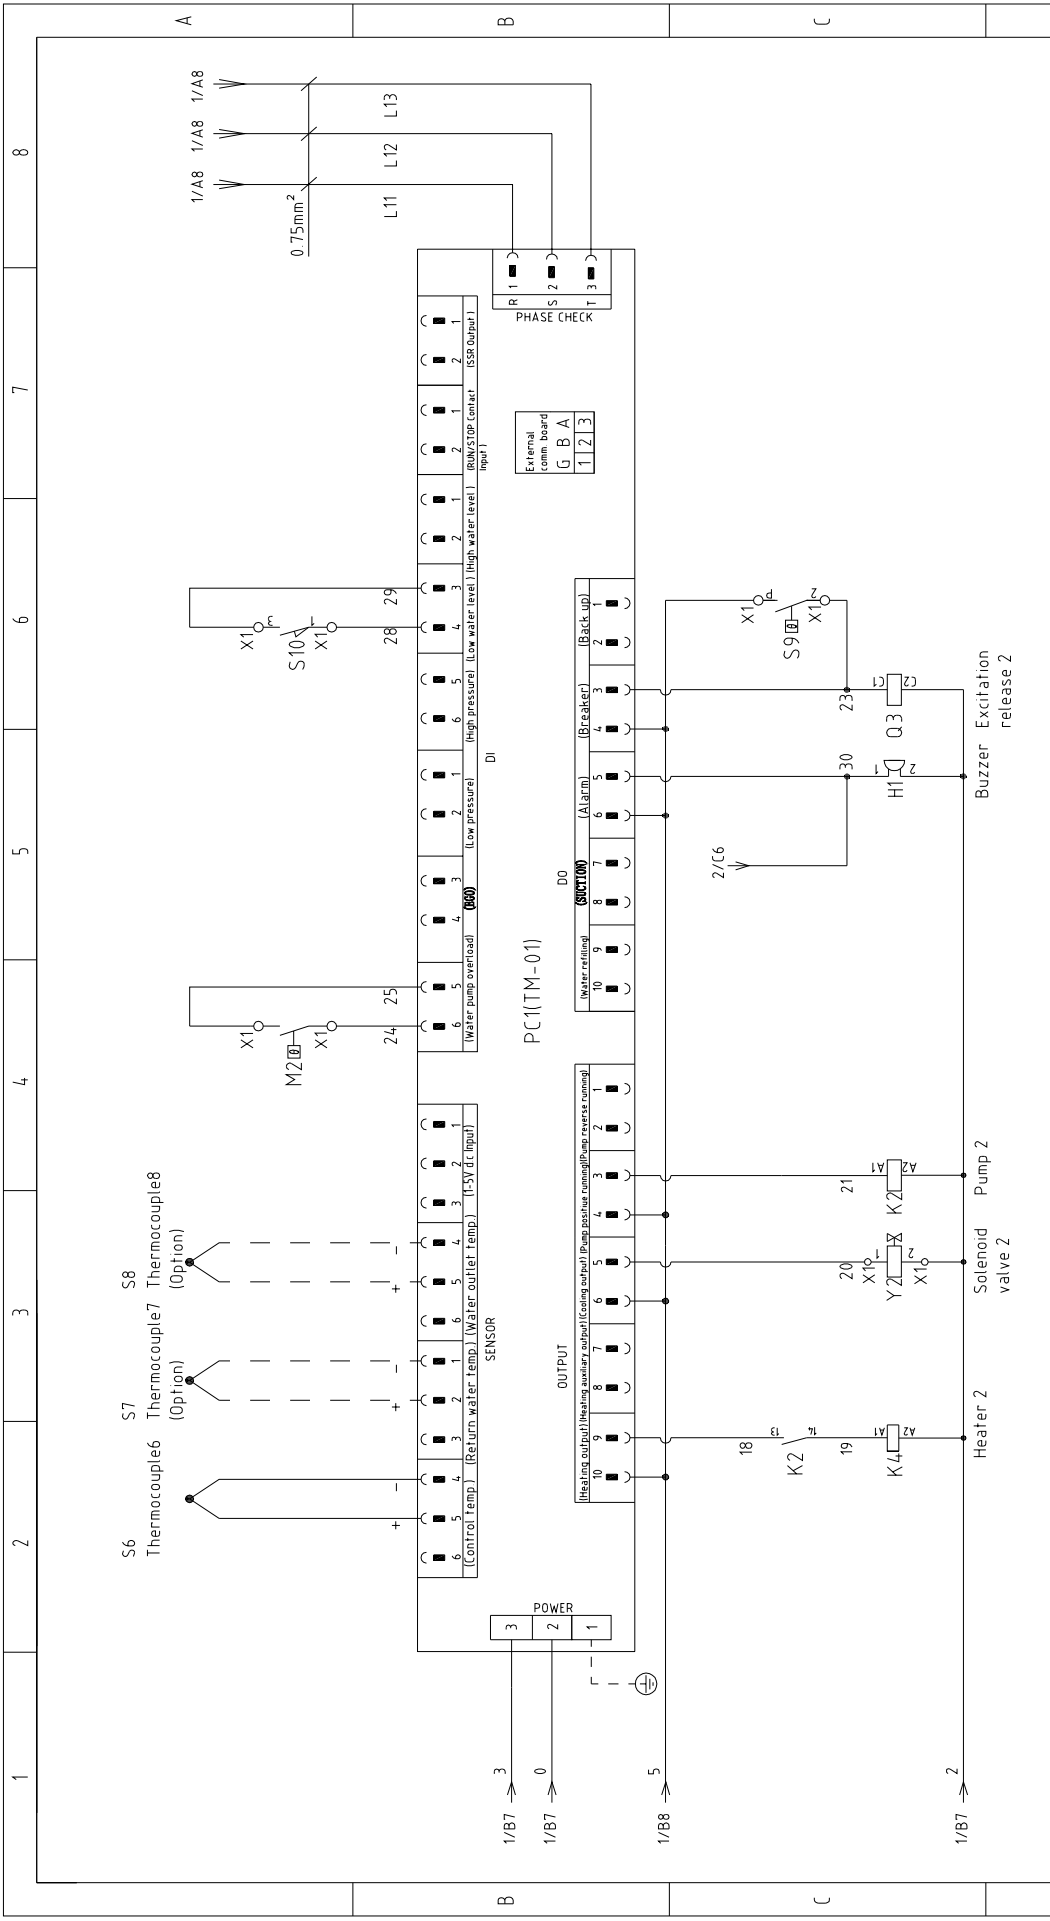 1
2
3
4
5
6
7
8
A
B
C
B
C
S6
Thermocouple6
S7
Thermocouple7
(Option)
S8
Thermocouple8
(Option)
+ -
+ -
+ -
X1
M2 θ
X1
24
25
X1
3
S10
1
X1
28
29
1/A8
1/A8
1/A8
0.75mm²
L11
L12
L13
6 5 4 3 2 1 6 5 4 3 2 1
(Control temp.) (Return water temp.) (Water outlet temp.) (1-5V d.c Input)
SENSOR
6 5 4 3 2 1 6 5 4 3 2 1 2 1 2 1
(Water pump overload) (Low pressure) (High pressure) (Low water level) (High water level) (RUN/STOP Contact Input) (SSR Output)
DI
POWER
3
2
1
PC1(TM-01)
External
comm. board
G B A
1 2 3
R 1
S 2
T 3
PHASE CHECK
OUTPUT
(Heating output) (Heating auxiliary output) (Cooling output) (Pump positive running) (Pump reverse running)
10 9 8 7 6 5 4 3 2 1
DO
(Water refilling) (SUCTION) (Alarm) (Breaker) (Back up)
10 9 8 7 6 5 4 3 2 1
1/B7
3
1/B7
0
1/B8
5
1/B7
2
18
13
K2
14
19
A1
K4
A2
Heater 2
20
X1
1
Y2
2
X1
Solenoid
valve 2
21
A1
K2
A2
Pump 2
2/C6
30
1
H1
2
Buzzer
X1
P
S9 θ
2
X1
23
C1
Q3
C2
Excitation
release 2